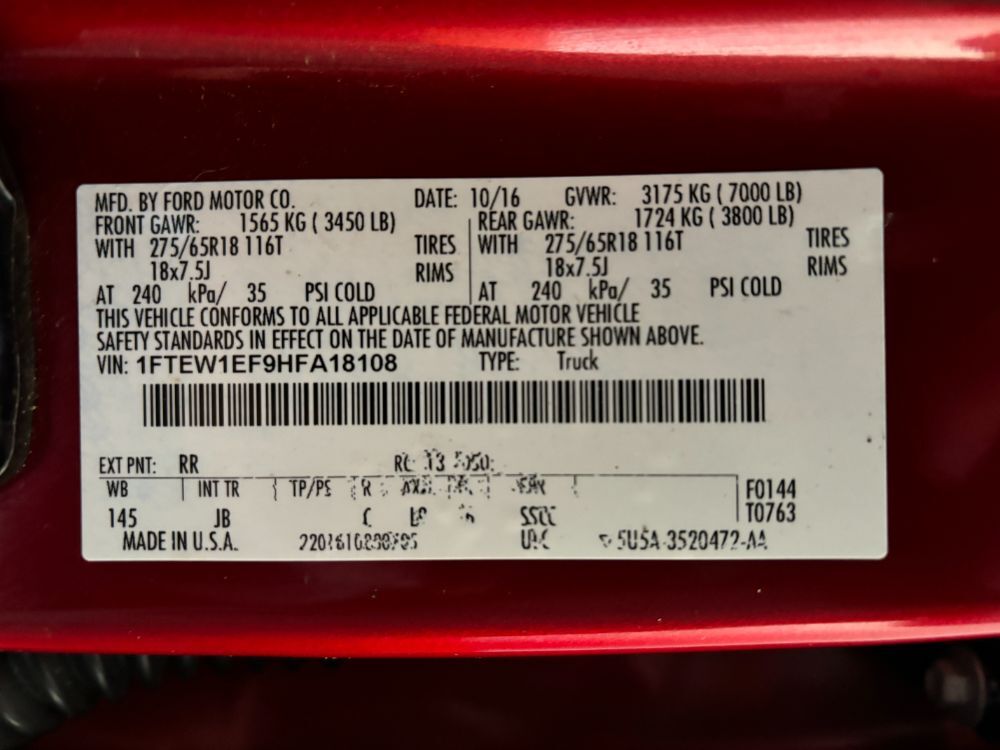 MFD. BY FORD MOTOR CO. DATE: 10/16 GVWR: 3175 KG ( 7000 LB)
FRONT GAWR: 1565 KG ( 3450 LB) REAR GAWR: 1724 KG ( 3800 LB)
WITH 275/65R18 116T TIRES WITH 275/65R18 116T TIRES
18x7.5J RIMS 18x7.5J RIMS
AT 240 kPa/ 35 PSI COLD AT 240 kPa/ 35 PSI COLD
THIS VEHICLE CONFORMS TO ALL APPLICABLE FEDERAL MOTOR VEHICLE
SAFETY STANDARDS IN EFFECT ON THE DATE OF MANUFACTURE SHOWN ABOVE.
VIN: 1FTEW1EF9HFA18108 TYPE: Truck
EXT PNT: RR
WB INT TR TP/PS R F0144
145 JB T0763
MADE IN U.S.A.